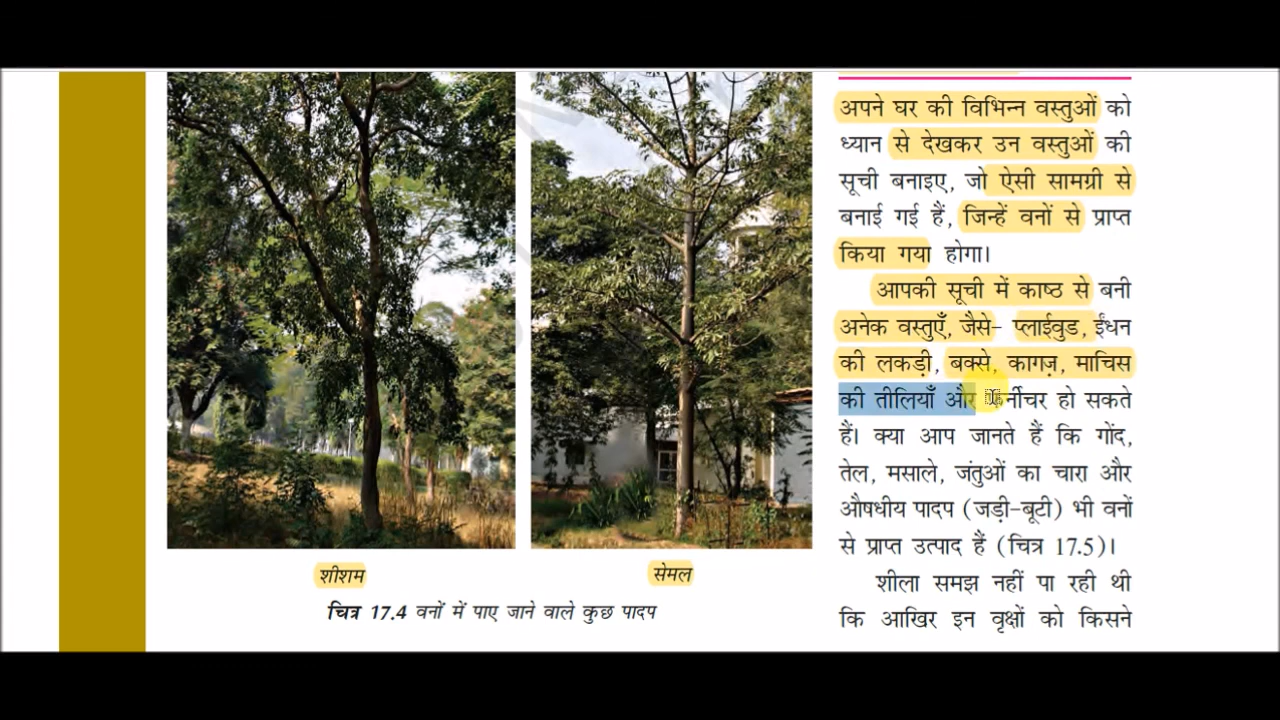 अपने घर की विभिन्न वस्तुओं को
ध्यान से देखकर उन वस्तुओं की
सूची बनाइए, जो ऐसी सामग्री से
बनाई गई हैं, जिन्हें वनों से प्राप्त
किया गया होगा।
आपकी सूची में काष्ठ से बनी
अनेक वस्तुएँ, जैसे– प्लाईवुड, ईंधन
की लकड़ी, बक्से, कागज़, माचिस
की तीलियाँ और फर्नीचर हो सकते
हैं। क्या आप जानते हैं कि गोंद,
तेल, मसाले, जंतुओं का चारा और
औषधीय पादप (जड़ी-बूटी) भी वनों
से प्राप्त उत्पाद हैं (चित्र 17.5)।
शीला समझ नहीं पा रही थी
कि आखिर इन वृक्षों को किसने
शीशम
सेमल
चित्र 17.4 वनों में पाए जाने वाले कुछ पादप